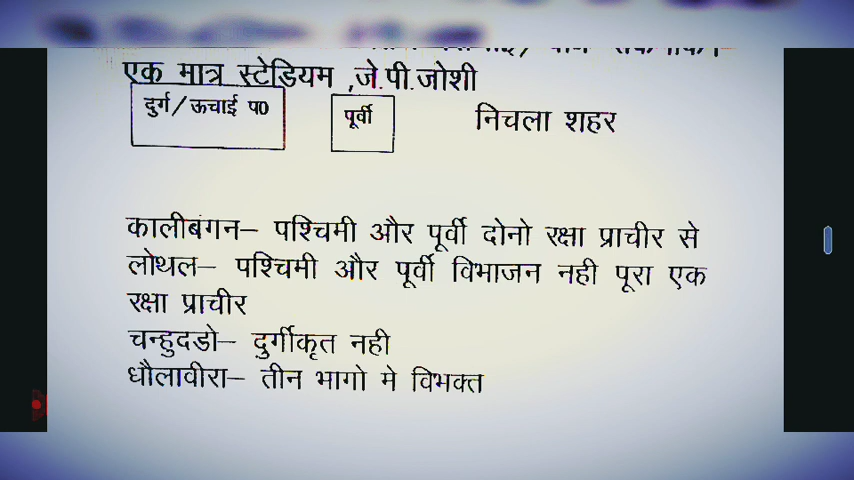 एक मात्र स्टेडियम ,जे.पी.जोशी
दुर्ग/ऊचाई प0 पूर्वी निचला शहर
कालीबंगन– पश्चिमी और पूर्वी दोनो रक्षा प्राचीर से
लोथल– पश्चिमी और पूर्वी विभाजन नही पूरा एक
रक्षा प्राचीर
चन्हुदडो– दुर्गीकृत नही
धौलावीरा– तीन भागो मे विभक्त